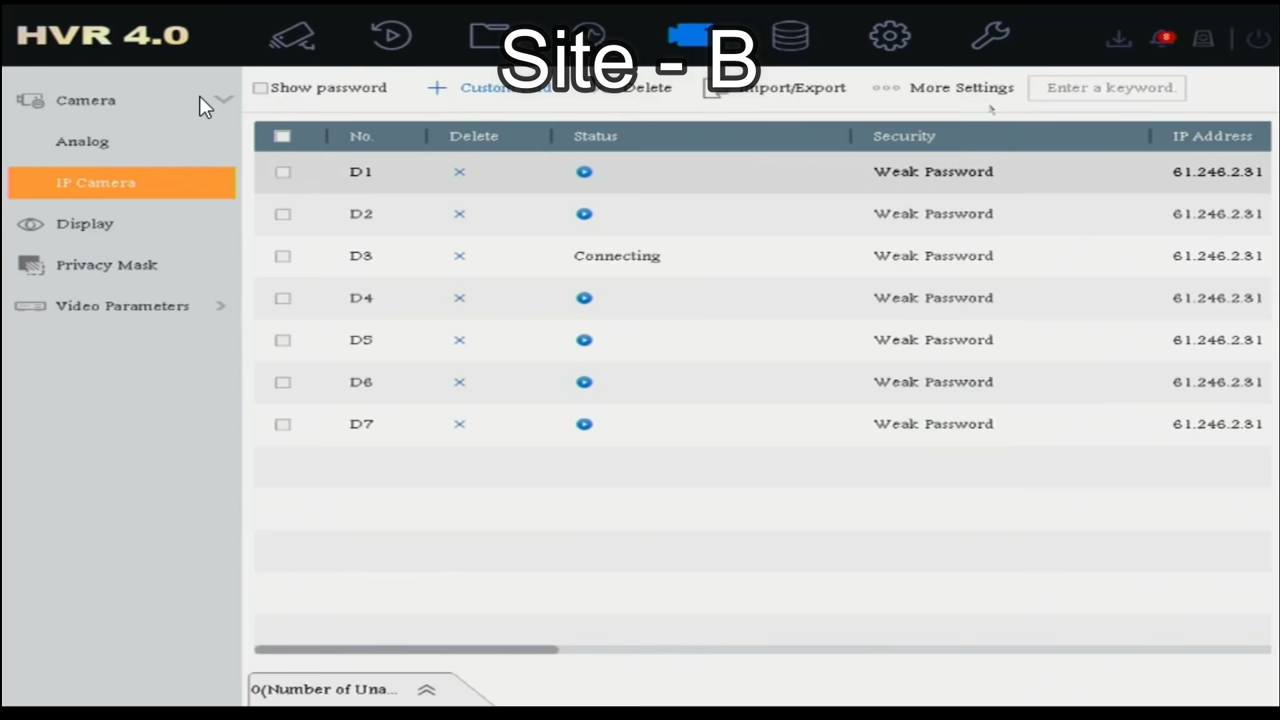 HVR 4.0
8
Site - B
Show password
Delete
Import/Export
More Settings
Enter a keyword.
Camera
Analog
IP Camera
Display
Privacy Mask
Video Parameters
No. Delete Status Security IP Address
D1 Weak Password 61.246.2.31
D2 Weak Password 61.246.2.31
D3 Connecting Weak Password 61.246.2.31
D4 Weak Password 61.246.2.31
D5 Weak Password 61.246.2.31
D6 Weak Password 61.246.2.31
D7 Weak Password 61.246.2.31
0(Number of Una...